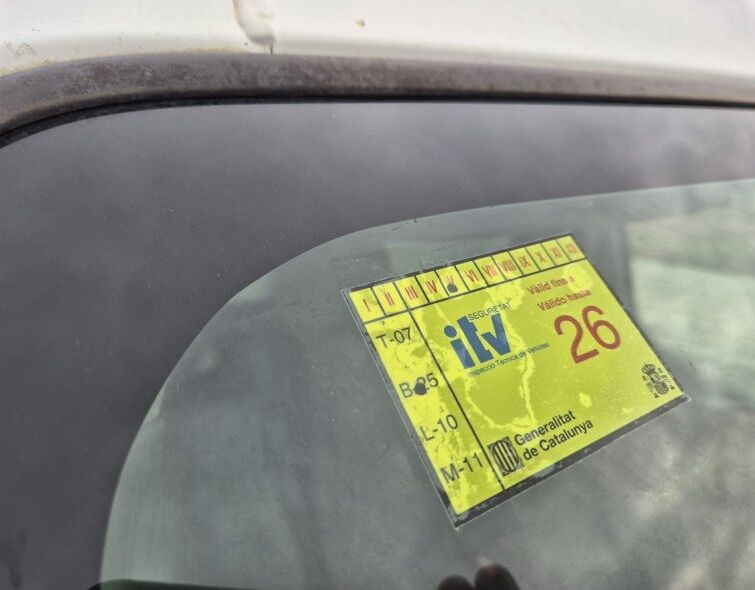 I II III IV V VI VII VIII IX X XI XII
Vàlid fins a
Válido hasta
26
SEGURETAT
itv
Inspecció Tècnica de Vehicles
T-07
B-25
L-10
M-11
Generalitat
de Catalunya